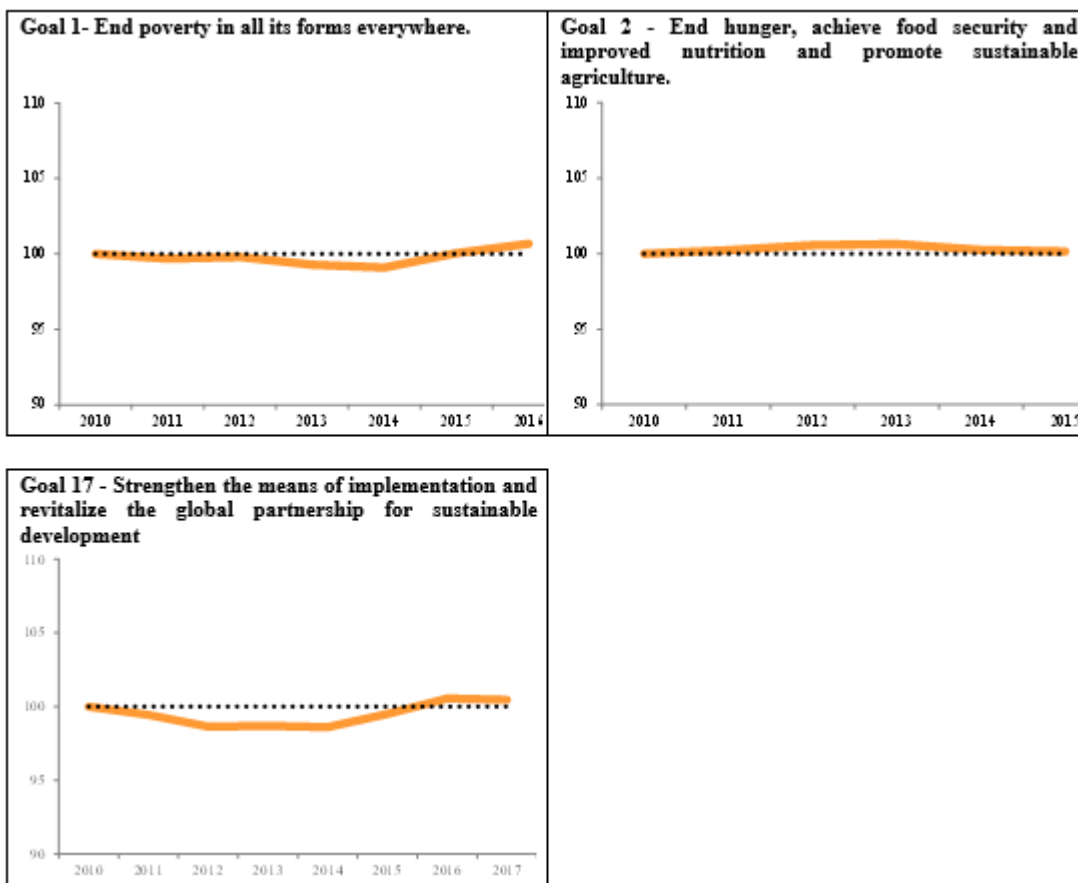 Goal 1- End poverty in all its forms everywhere.
110
105
100
95
90
2010 2011 2012 2013 2014 2015 2016
Goal 2 - End hunger, achieve food security and
improved nutrition and promote sustainable
agriculture.
110
105
100
95
90
2010 2011 2012 2013 2014 2015
Goal 17 - Strengthen the means of implementation and
revitalize the global partnership for sustainable
development
110
105
100
95
90
2010 2011 2012 2013 2014 2015 2016 2017